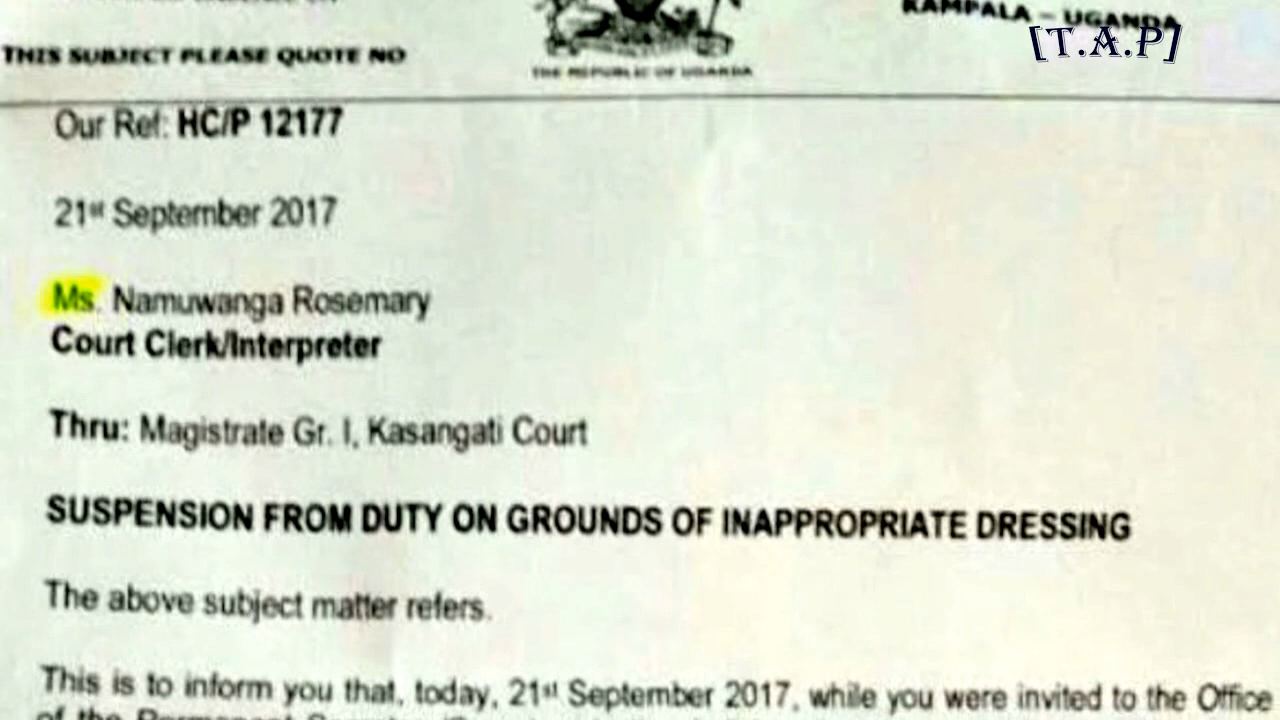 KAMPALA – UGANDA
[T.A.P]
THIS SUBJECT PLEASE QUOTE NO
THE REPUBLIC OF UGANDA
Our Ref: HC/P 12177
21st September 2017
Ms. Namuwanga Rosemary
Court Clerk/Interpreter
Thru: Magistrate Gr. I, Kasangati Court
SUSPENSION FROM DUTY ON GROUNDS OF INAPPROPRIATE DRESSING
The above subject matter refers.
This is to inform you that, today, 21st September 2017, while you were invited to the Office
of the Permanent